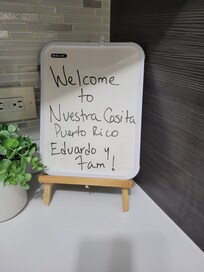 Welcome
to
Nuestra Casita
Puerto Rico
Eduardo y
Fam!